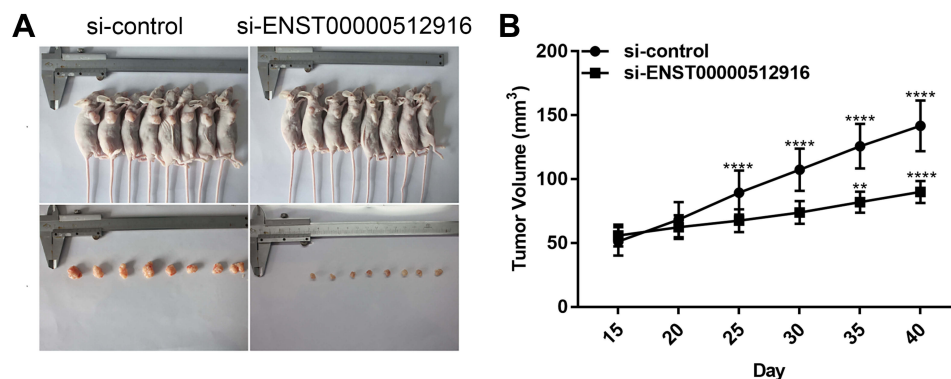 A
si-control
si-ENST00000512916
B
si-control
si-ENST00000512916
Tumor Volume (mm³)
200
150
100
50
0
****
****
****
****
**
****
15
20
25
30
35
40
Day